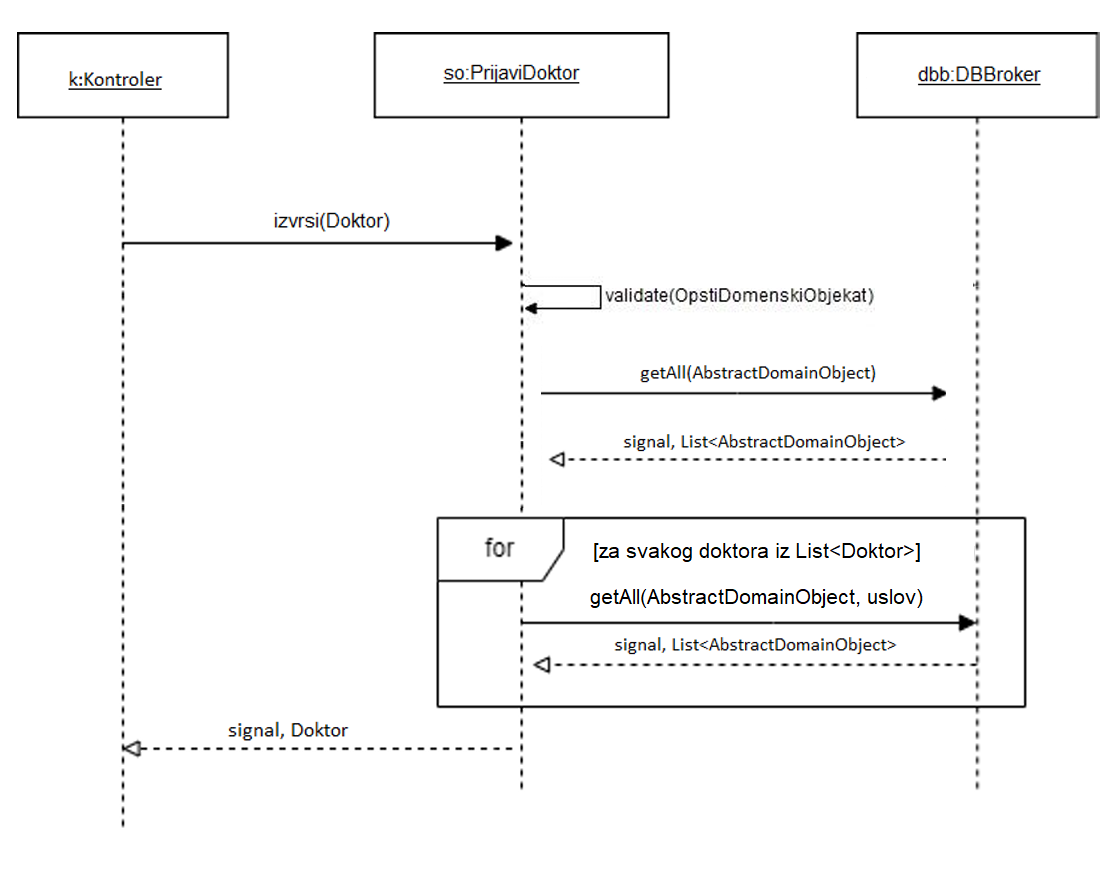 k:Kontroler
so:PrijaviDoktor
dbb:DBBroker
izvrsi(Doktor)
validate(OpstiDomenskiObjekat)
getAll(AbstractDomainObject)
signal, List<AbstractDomainObject>
for
[za svakog doktora iz List<Doktor>]
getAll(AbstractDomainObject, uslov)
signal, List<AbstractDomainObject>
signal, Doktor